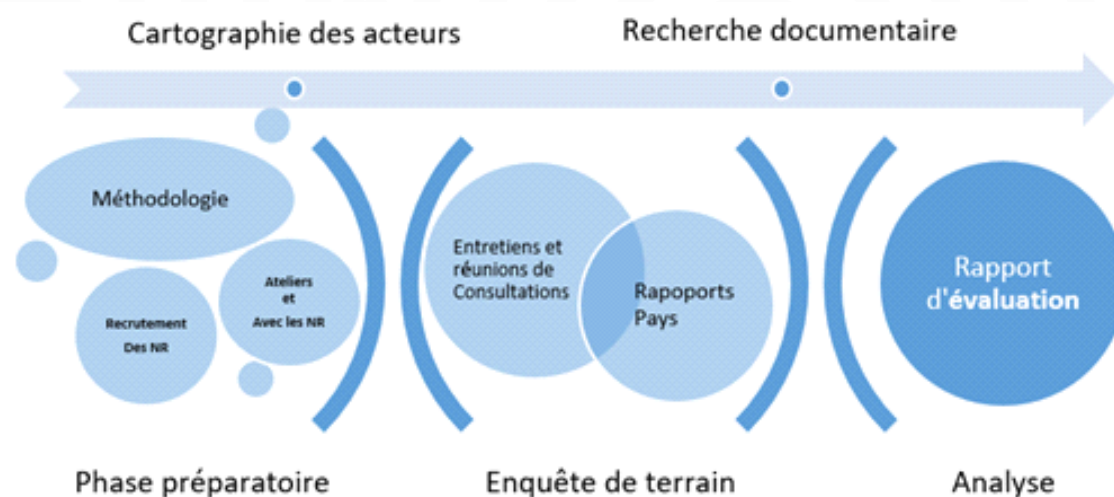 Cartographie des acteurs
Recherche documentaire
Méthodologie
Recrutement
Des NR
Ateliers
et
Avec les NR
Entretiens et
réunions de
Consultations
Rapoports
Pays
Rapport
d'évaluation
Phase préparatoire
Enquête de terrain
Analyse